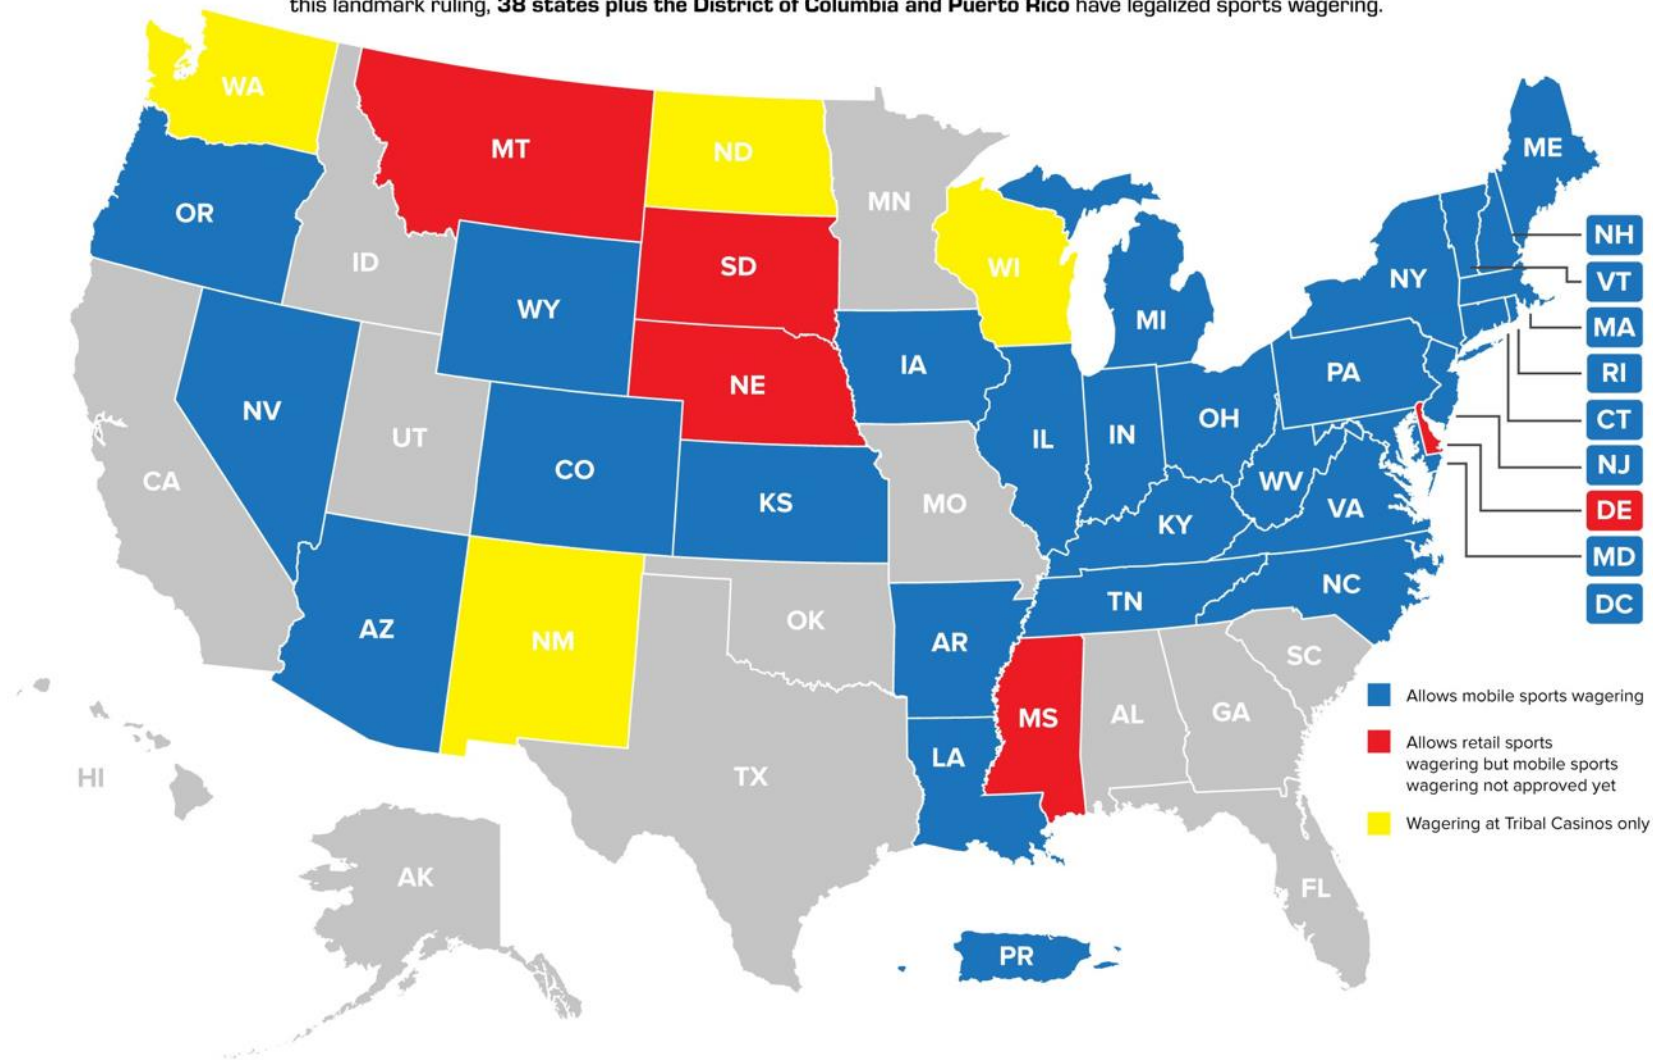 this landmark ruling, 38 states plus the District of Columbia and Puerto Rico have legalized sports wagering.
WA
MT
ND
MN
ME
OR
ID
SD
WI
NY
NH
VT
WY
MI
MA
IA
PA
RI
NE
NV
UT
CO
IL
IN
OH
CT
NJ
CA
KS
MO
WV
VA
KY
DE
MD
AZ
NM
OK
AR
TN
NC
DC
SC
MS
AL
GA
LA
TX
HI
AK
FL
PR
Allows mobile sports wagering
Allows retail sports
wagering but mobile sports
wagering not approved yet
Wagering at Tribal Casinos only